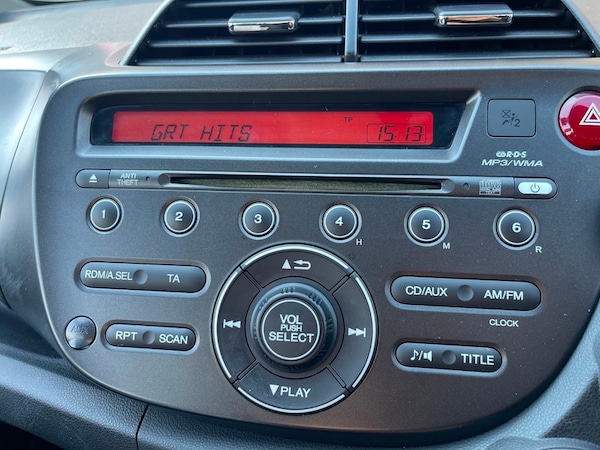 GRT HITS TP 15:13
2
R·D·S
MP3/WMA
ANTI THEFT
1 2 3 4 5 6
H M R
RDM/A.SEL TA
CD/AUX AM/FM
CLOCK
VOL
PUSH
SELECT
AUX
RPT SCAN
TITLE
PLAY